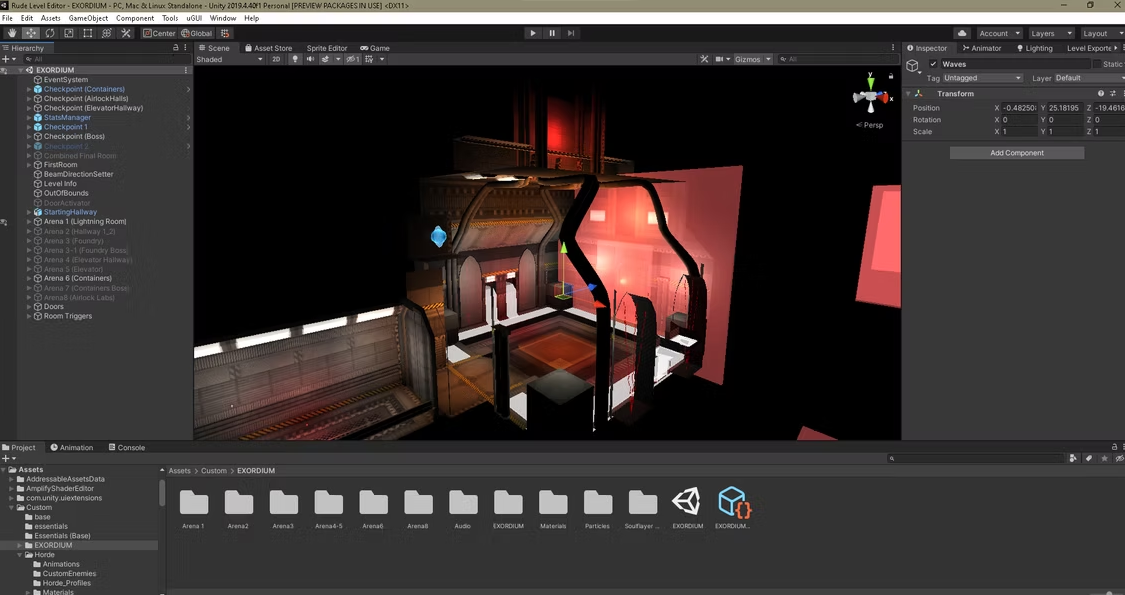 Rude Level Editor - EXORDIUM - PC, Mac & Linux Standalone - Unity 2019.4.40f1 Personal [PREVIEW PACKAGES IN USE] <DX11>
File Edit Assets GameObject Component Tools uGUI Window Help
Center Global Account Layers Layout
Hierarchy
All
EXORDIUM
EventSystem
Checkpoint (Containers)
Checkpoint (AirlockHalls)
Checkpoint (ElevatorHallway)
StatsManager
Checkpoint 1
Checkpoint (Boss)
Checkpoint 2
Combined Final Room
FirstRoom
BeamDirectionSetter
Level Info
OutOfBounds
DoorActivator
StartingHallway
Arena 1 (Lightning Room)
Arena 2 (Hallway 1_2)
Arena 3 (Foundry)
Arena 3-1 (Foundry Boss)
Arena 4 (Elevator Hallway)
Arena 5 (Elevator)
Arena 6 (Containers)
Arena 7 (Containers Boss)
Arena8 (Airlock Labs)
Doors
Room Triggers
Scene Asset Store Sprite Editor Game
Shaded 2D 1 Gizmos All
y
x
< Persp
Inspector Animator Lighting Level Exporte
Waves Static
Tag Untagged Layer Default
Transform
Position X -0.48250 Y 25.18195 Z -19.4616
Rotation X 0 Y 0 Z 0
Scale X 1 Y 1 Z 1
Add Component
Project Animation Console
Assets
AddressableAssetsData
AmplifyShaderEditor
com.unity.uiextensions
Custom
base
essentials
Essentials (Base)
EXORDIUM
Horde
Animations
CustomEnemies
Horde_Profiles
Materials
Assets > Custom > EXORDIUM
Arena 1 Arena2 Arena3 Arena4-5 Arena6 Arena8 Audio EXORDIUM Materials Particles Soulflayer ... EXORDIUM EXORDIUM...